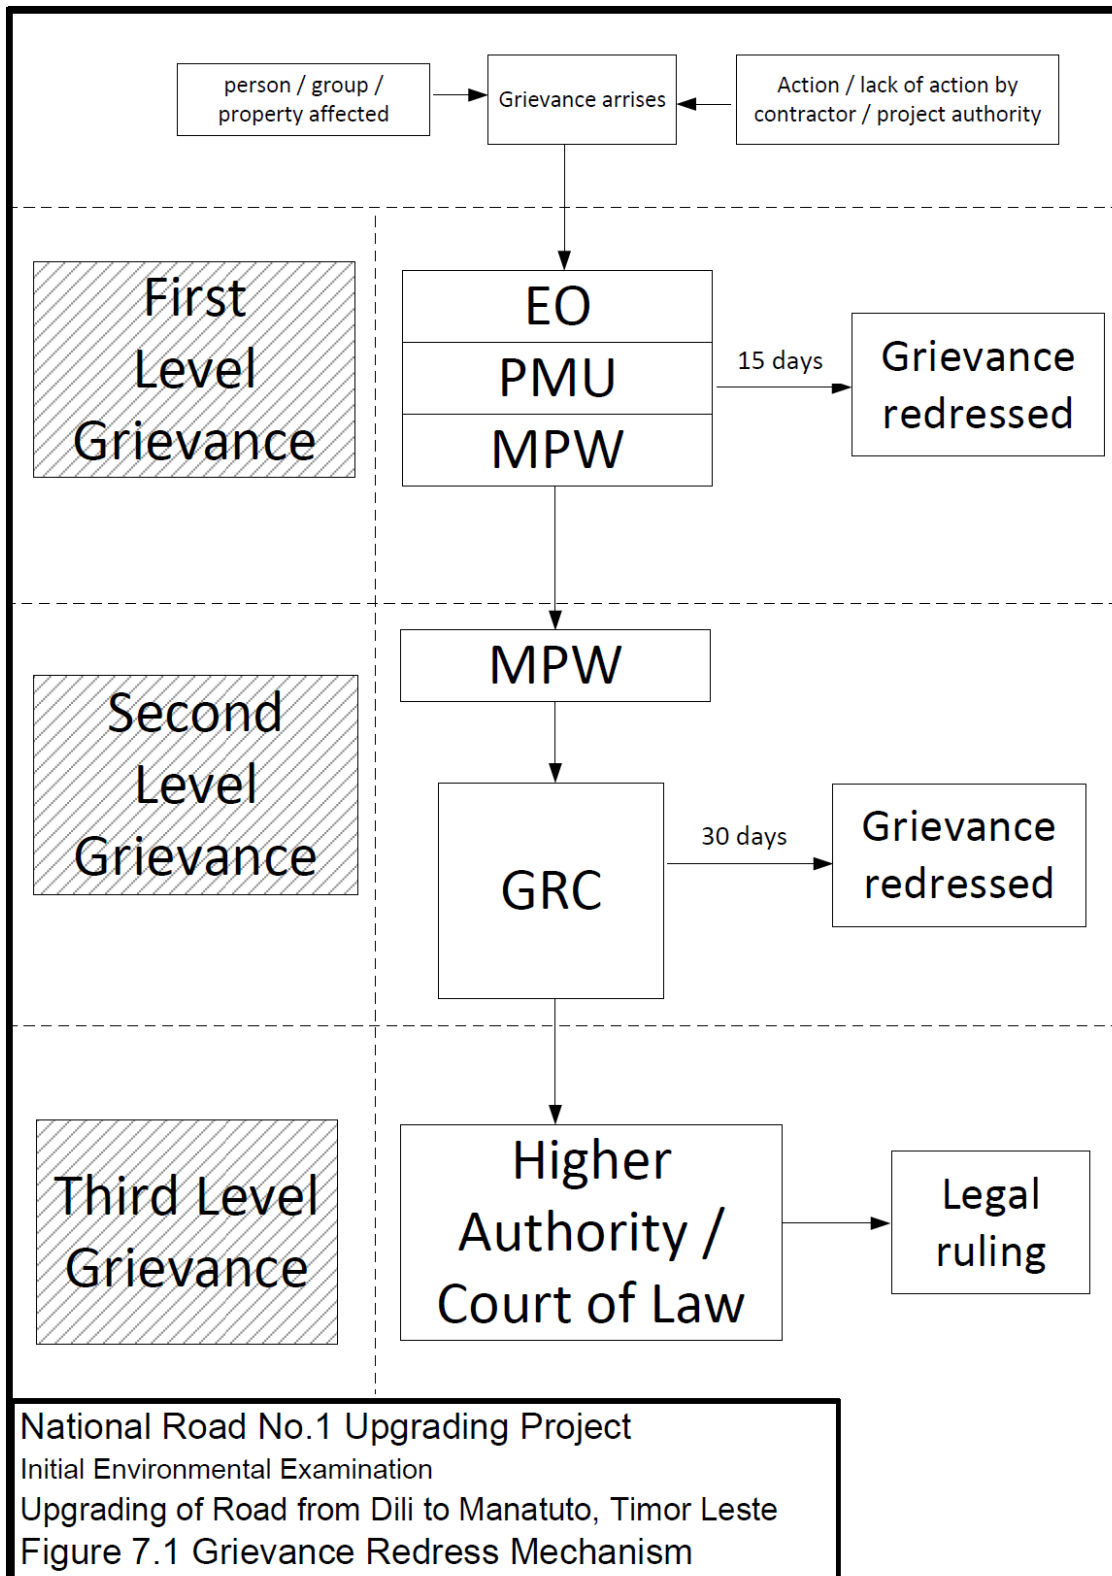 person / group /
property affected
Grievance arrises
Action / lack of action by
contractor / project authority
First
Level
Grievance
EO
PMU
MPW
15 days
Grievance
redressed
Second
Level
Grievance
MPW
GRC
30 days
Grievance
redressed
Third Level
Grievance
Higher
Authority /
Court of Law
Legal
ruling
National Road No.1 Upgrading Project
Initial Environmental Examination
Upgrading of Road from Dili to Manatuto, Timor Leste
Figure 7.1 Grievance Redress Mechanism